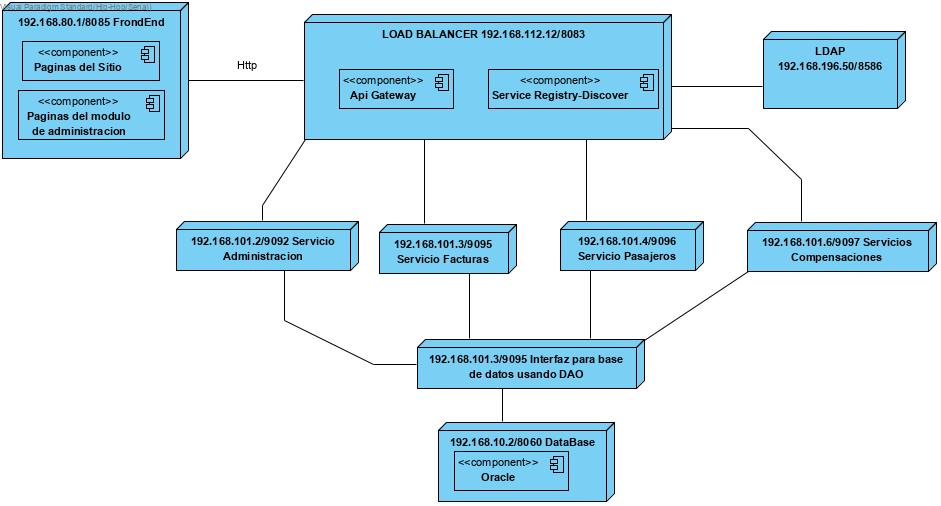 Visual Paradigm Standard(Hip-Hop(Sena))
192.168.80.1/8085 FrondEnd
<<component>>
Paginas del Sitio
<<component>>
Paginas del modulo
de administracion
Http
LOAD BALANCER 192.168.112.12/8083
<<component>>
Api Gateway
<<component>>
Service Registry-Discover
LDAP
192.168.196.50/8586
192.168.101.2/9092 Servicio
Administracion
192.168.101.3/9095
Servicio Facturas
192.168.101.4/9096
Servicio Pasajeros
192.168.101.6/9097 Servicios
Compensaciones
192.168.101.3/9095 Interfaz para base
de datos usando DAO
192.168.10.2/8060 DataBase
<<component>>
Oracle